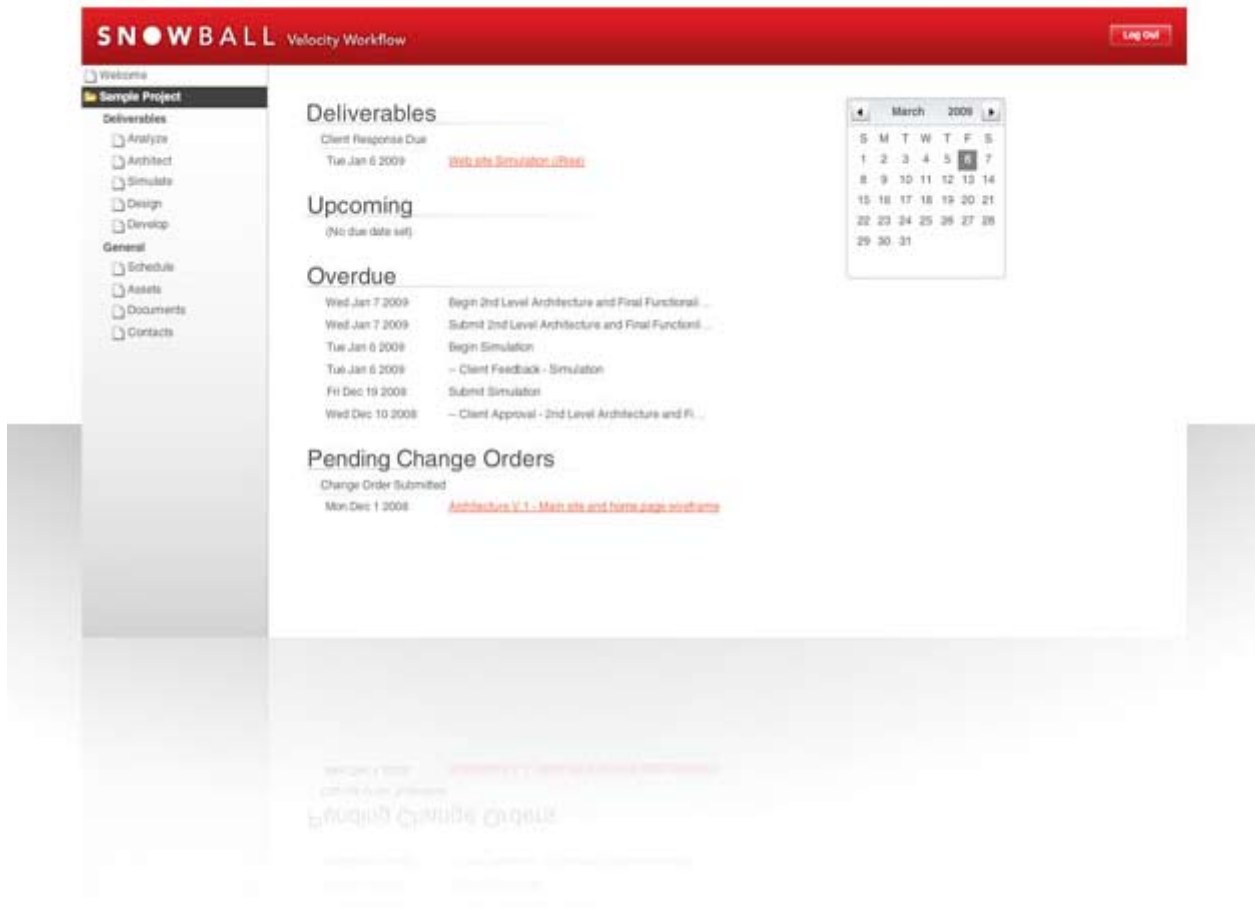 SNOWBALL Velocity Workflow
Log Out
Welcome
Sample Project
Deliverables
Analyze
Architect
Simulate
Design
Develop
General
Schedule
Assets
Documents
Contacts
Deliverables
Client Response Due
Tue Jan 6 2009 Web site Simulation (iRise)
Upcoming
(No due date set)
Overdue
Wed Jan 7 2009 Begin 2nd Level Architecture and Final Functionali ...
Wed Jan 7 2009 Submit 2nd Level Architecture and Final Functionli ...
Tue Jan 6 2009 Begin Simulation
Tue Jan 6 2009 -- Client Feedback - Simulation
Fri Dec 19 2008 Submit Simulation
Wed Dec 10 2008 -- Client Approval - 2nd Level Architecture and Fi ...
Pending Change Orders
Change Order Submitted
Mon Dec 1 2008 Architecture V.1 - Main site and home page wireframe
March 2009
S M T W T F S
1 2 3 4 5 6 7
8 9 10 11 12 13 14
15 16 17 18 19 20 21
22 23 24 25 26 27 28
29 30 31